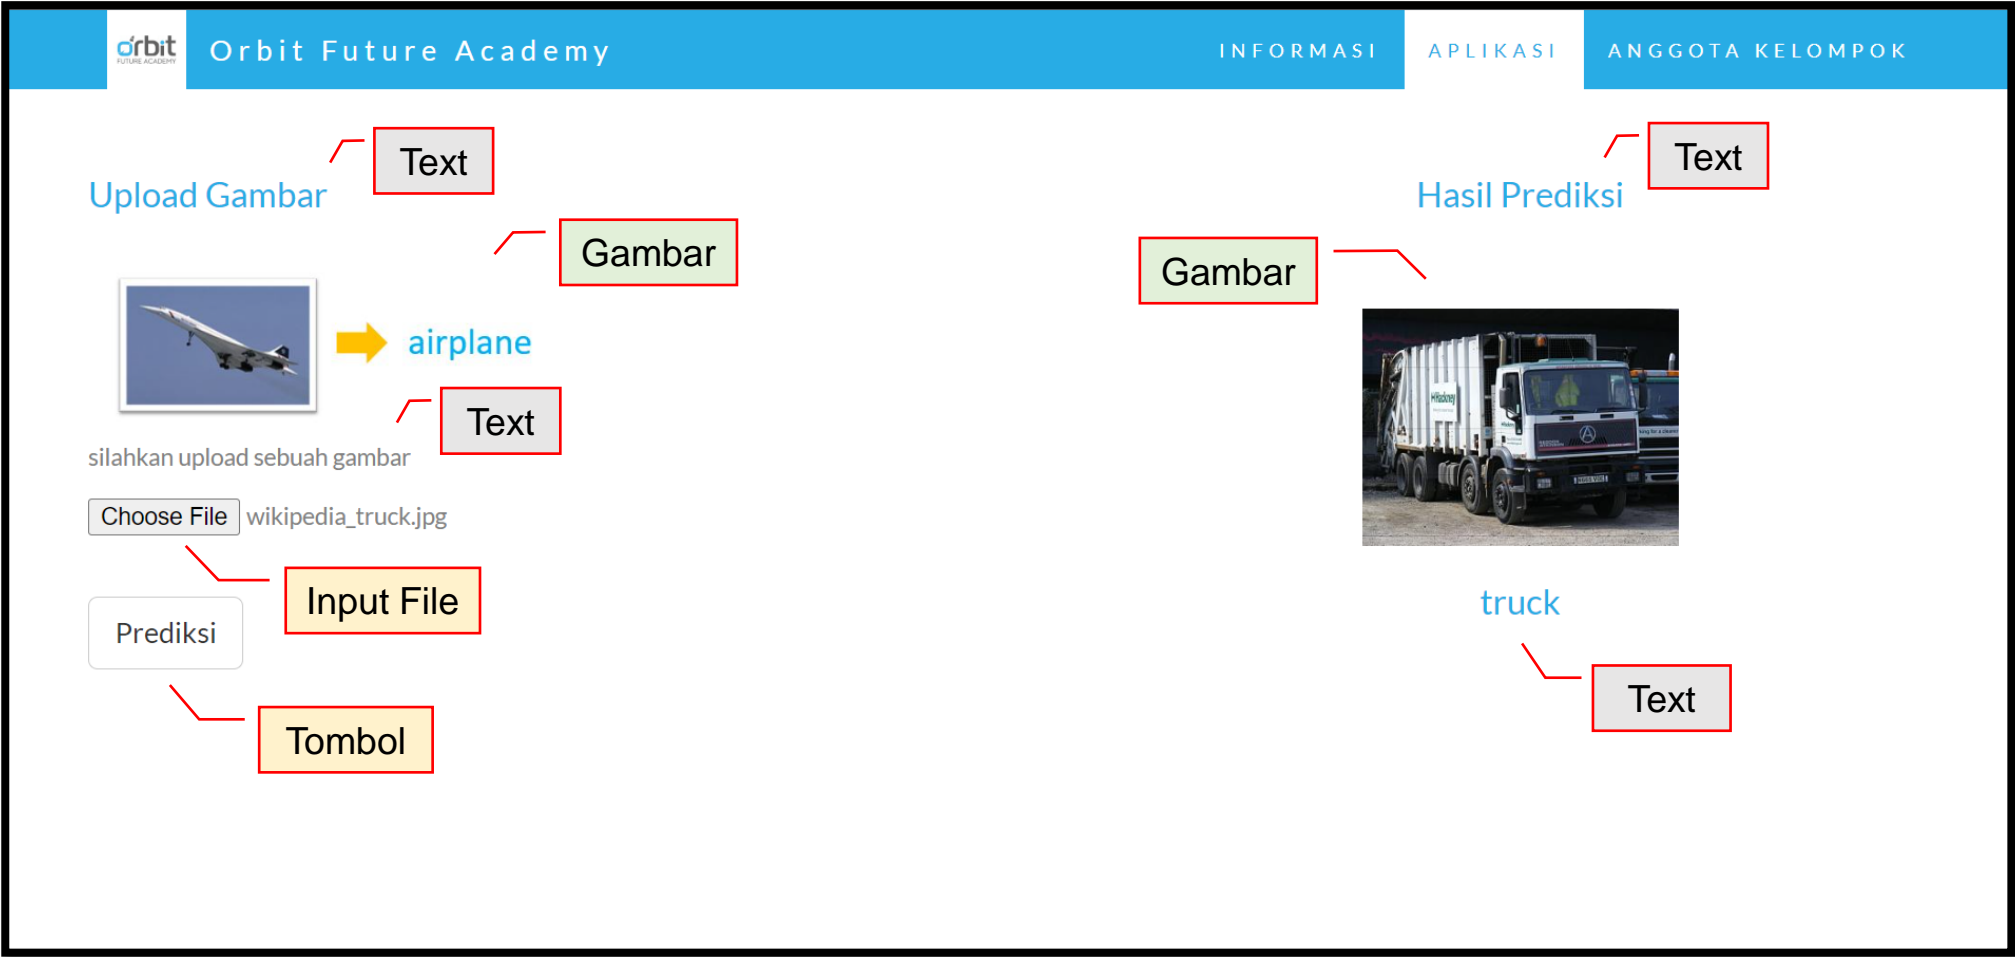 orbit
FUTURE ACADEMY
Orbit Future Academy
INFORMASI
APLIKASI
ANGGOTA KELOMPOK
Text
Upload Gambar
Gambar
airplane
Text
silahkan upload sebuah gambar
Choose File wikipedia_truck.jpg
Input File
Prediksi
Tombol
Text
Hasil Prediksi
Gambar
Hackney
truck
Text